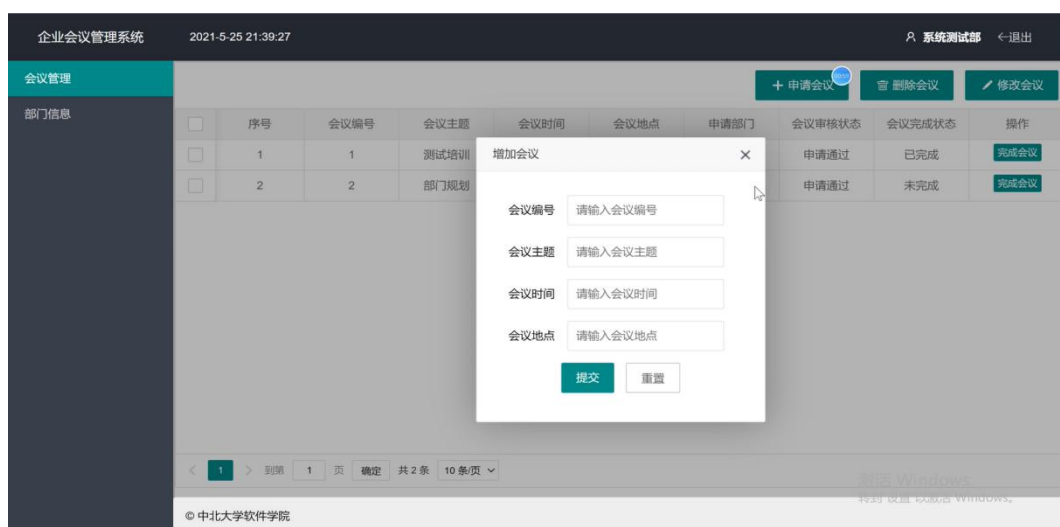 企业会议管理系统 2021-5-25 21:39:27 系统测试部 ←退出
会议管理 + 申请会议 删除会议 修改会议
部门信息
序号 会议编号 会议主题 会议时间 会议地点 申请部门 会议审核状态 会议完成状态 操作
1 1 测试培训 申请通过 已完成 完成会议
2 2 部门规划 申请通过 未完成 完成会议
增加会议 ×
会议编号 请输入会议编号
会议主题 请输入会议主题
会议时间 请输入会议时间
会议地点 请输入会议地点
提交 重置
< 1 > 到第 1 页 确定 共 2 条 10 条/页
激活 Windows
转到"设置"以激活 Windows。
© 中北大学软件学院